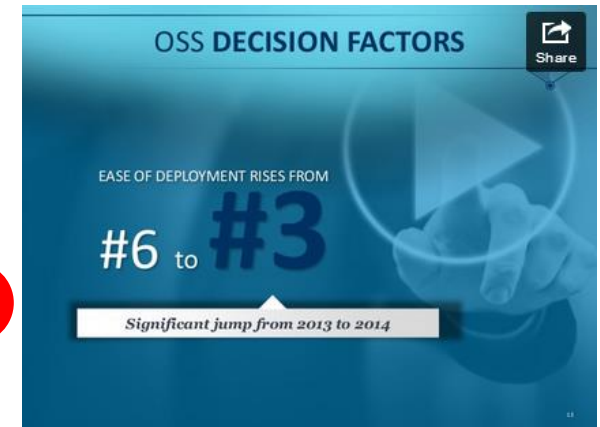 OSS DECISION FACTORS
Share
EASE OF DEPLOYMENT RISES FROM
#6 to #3
Significant jump from 2013 to 2014